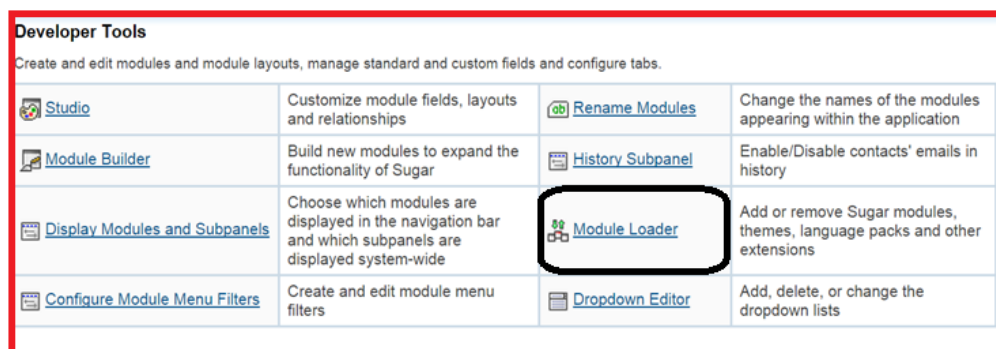 Developer Tools
Create and edit modules and module layouts, manage standard and custom fields and configure tabs.
Studio
Customize module fields, layouts
and relationships
Rename Modules
Change the names of the modules
appearing within the application
Module Builder
Build new modules to expand the
functionality of Sugar
History Subpanel
Enable/Disable contacts' emails in
history
Display Modules and Subpanels
Choose which modules are
displayed in the navigation bar
and which subpanels are
displayed system-wide
Module Loader
Add or remove Sugar modules,
themes, language packs and other
extensions
Configure Module Menu Filters
Create and edit module menu
filters
Dropdown Editor
Add, delete, or change the
dropdown lists